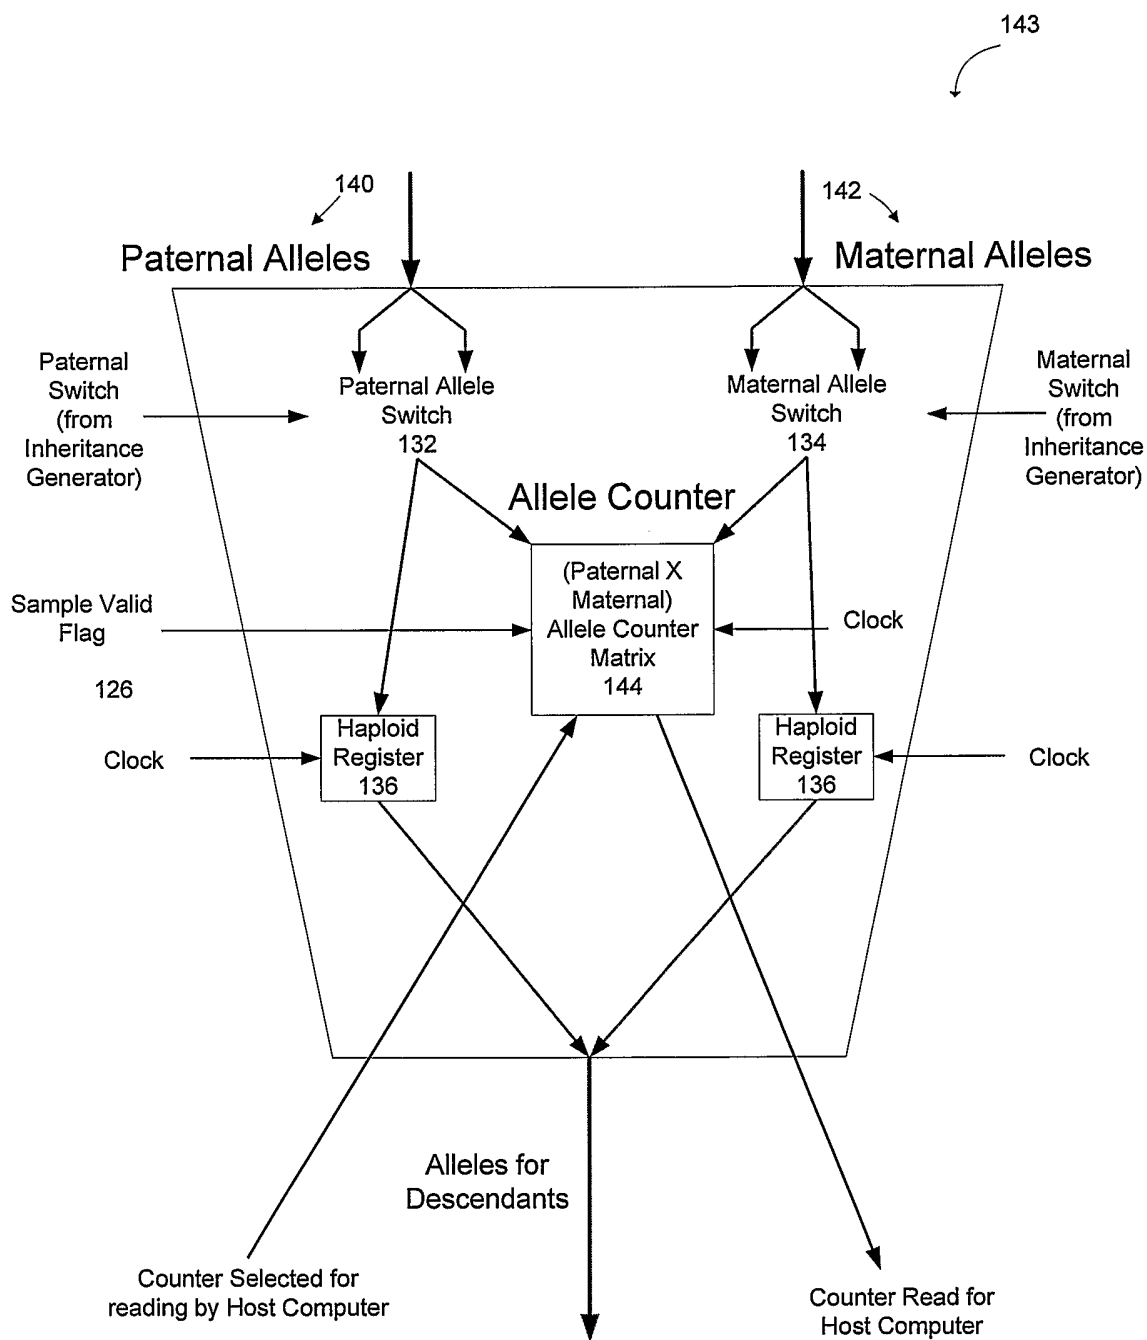 143
140
142
Paternal Alleles
Maternal Alleles
Paternal
Switch
(from
Inheritance
Generator)
Paternal Allele
Switch
132
Maternal Allele
Switch
134
Maternal
Switch
(from
Inheritance
Generator)
Allele Counter
(Paternal X
Maternal)
Allele Counter
Matrix
144
Sample Valid
Flag
126
Clock
Clock
Haploid
Register
136
Haploid
Register
136
Clock
Alleles for
Descendants
Counter Selected for
reading by Host Computer
Counter Read for
Host Computer